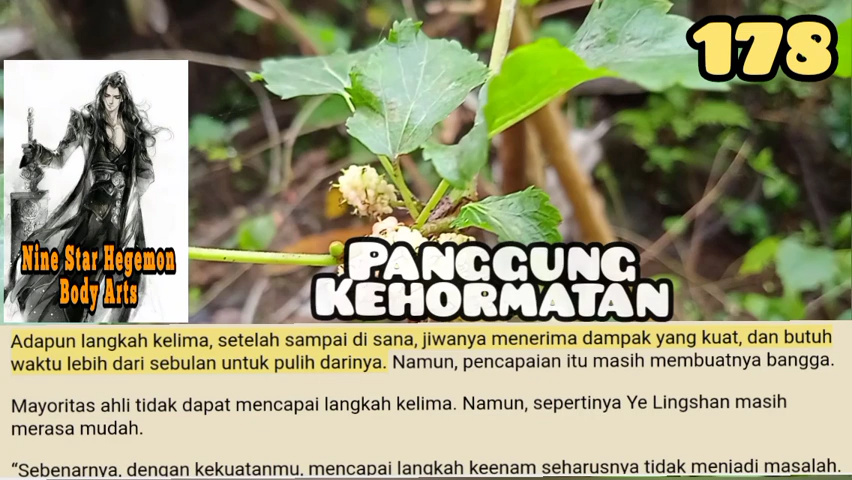 178
Nine Star Hegemon
Body Arts
PANGGUNG
KEHORMATAN
Adapun langkah kelima, setelah sampai di sana, jiwanya menerima dampak yang kuat, dan butuh
waktu lebih dari sebulan untuk pulih darinya. Namun, pencapaian itu masih membuatnya bangga.
Mayoritas ahli tidak dapat mencapai langkah kelima. Namun, sepertinya Ye Lingshan masih
merasa mudah.
“Sebenarnya, dengan kekuatanmu, mencapai langkah keenam seharusnya tidak menjadi masalah.